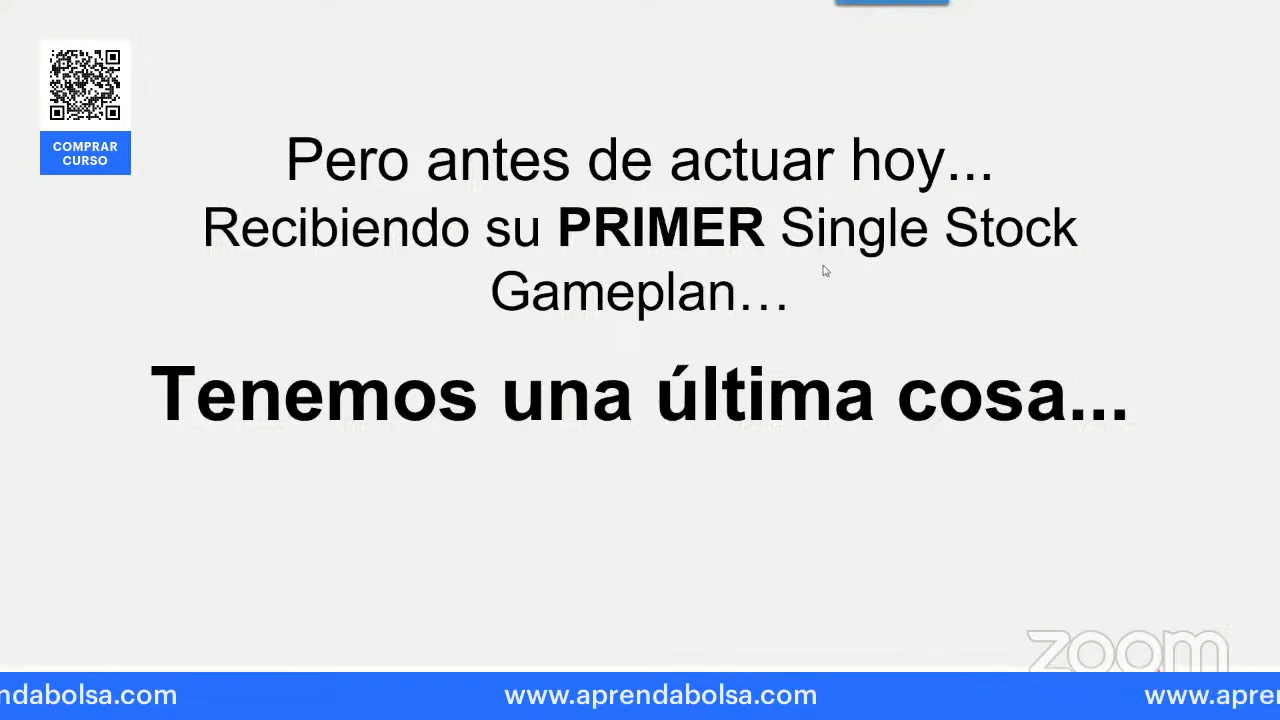 COMPRAR
CURSO
Pero antes de actuar hoy...
Recibiendo su PRIMER Single Stock
Gameplan…
Tenemos una última cosa...
zoom
ndabolsa.com
www.aprendabolsa.com
www.apren